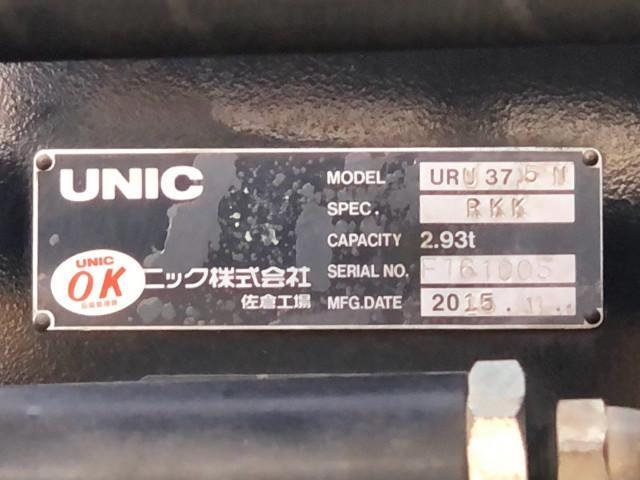 UNIC
MODEL URU375N
SPEC. RKK
CAPACITY 2.93t
UNIC
OK
ニック株式会社 SERIAL NO. F761005
佐倉工場 MFG.DATE 2015.11